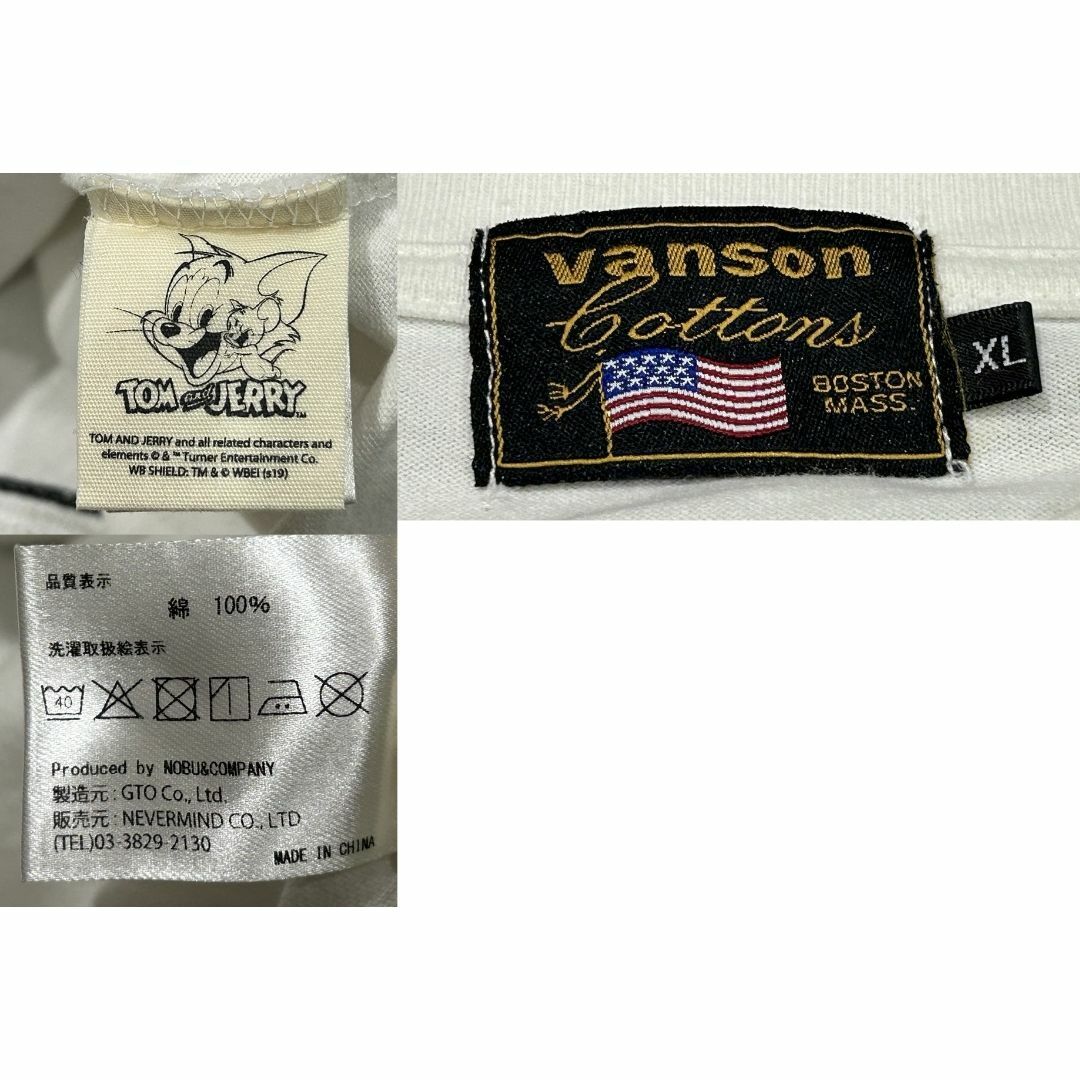 TOM AND JERRY™
TOM AND JERRY and all related characters and
elements © & ™ Turner Entertainment Co.
WB SHIELD: TM & © WBEI (s19)
vanson
Cottons
BOSTON
MASS.
XL
品質表示
綿 100%
洗濯取扱絵表示
40
Produced by NOBU&COMPANY
製造元：GTO Co., Ltd.
販売元：NEVERMIND CO., LTD
(TEL)03-3829-2130
MADE IN CHINA